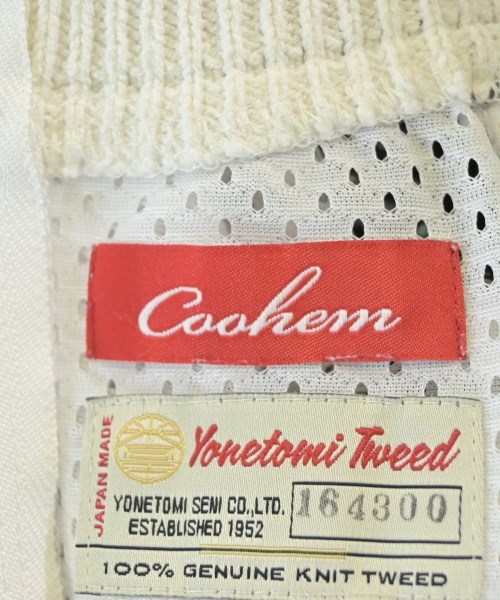 Coohem
JAPAN MADE
Yonetomi Tweed
YONETOMI SENI CO.,LTD.
164300
ESTABLISHED 1952
100% GENUINE KNIT TWEED